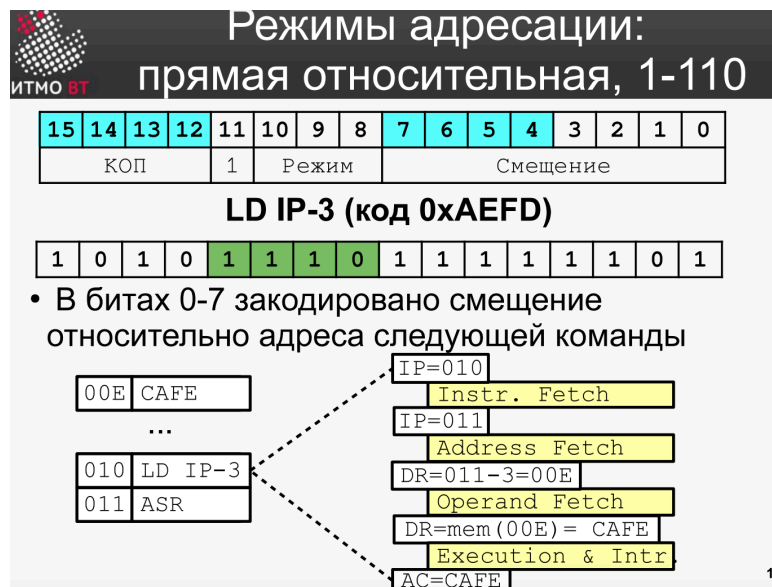 Режимы адресации:
прямая относительная, 1-110
ИТМО ВТ
15 14 13 12 11 10 9 8 7 6 5 4 3 2 1 0
КОП 1 Режим Смещение
LD IP-3 (код 0xAEFD)
1 0 1 0 1 1 1 0 1 1 1 1 1 1 0 1
• В битах 0-7 закодировано смещение
относительно адреса следующей команды
00E CAFE
...
010 LD IP-3
011 ASR
IP=010
Instr. Fetch
IP=011
Address Fetch
DR=011-3=00E
Operand Fetch
DR=mem(00E)= CAFE
Execution & Intr.
AC=CAFE
1